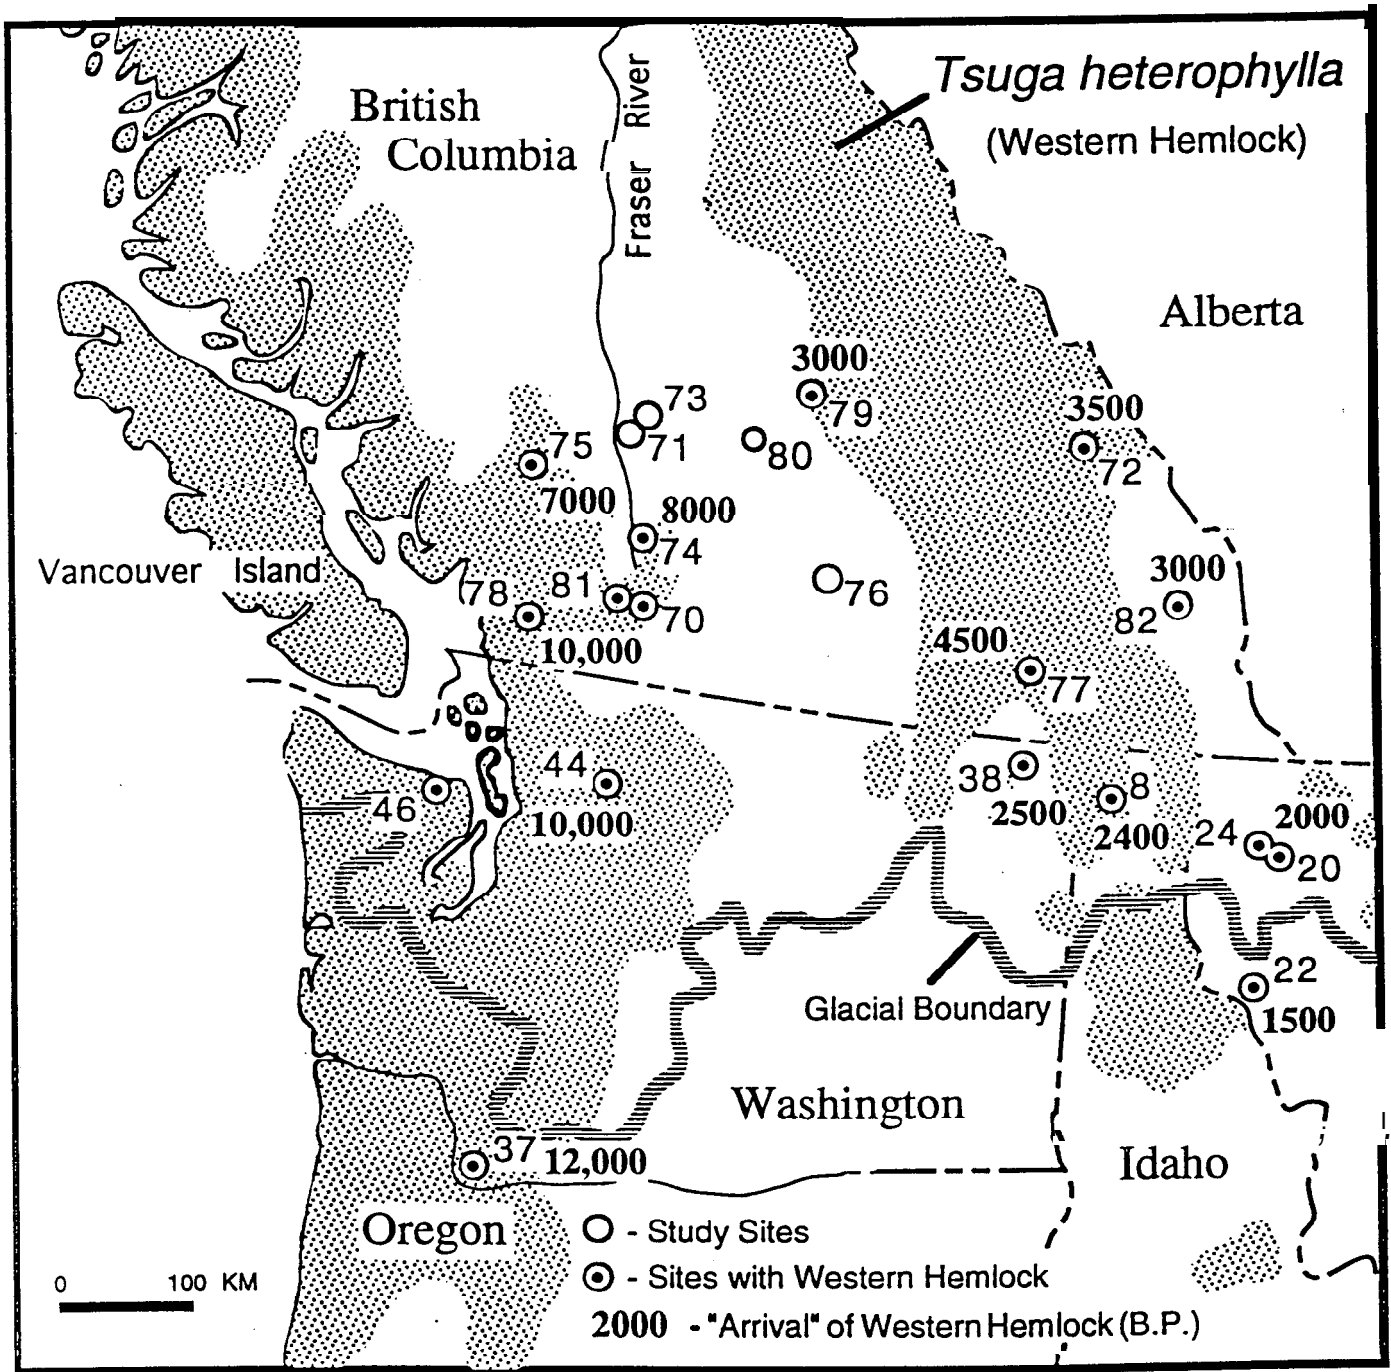 Tsuga heterophylla
(Western Hemlock)
British
Columbia
Fraser River
Alberta
3000
79
73
71
80
3500
72
75
7000
8000
74
Vancouver Island
78
81
70
10,000
76
3000
82
4500
77
44
10,000
46
38
2500
8
2400
24
2000
20
22
1500
Glacial Boundary
Washington
Idaho
37
12,000
Oregon
- Study Sites
- Sites with Western Hemlock
2000 - "Arrival" of Western Hemlock (B.P.)
0 100 KM